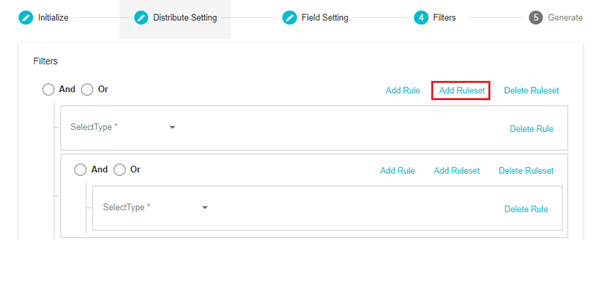 Initialize Distribute Setting Field Setting 4 Filters 5 Generate
Filters
And Or Add Rule Add Ruleset Delete Ruleset
SelectType * Delete Rule
And Or Add Rule Add Ruleset Delete Ruleset
SelectType * Delete Rule